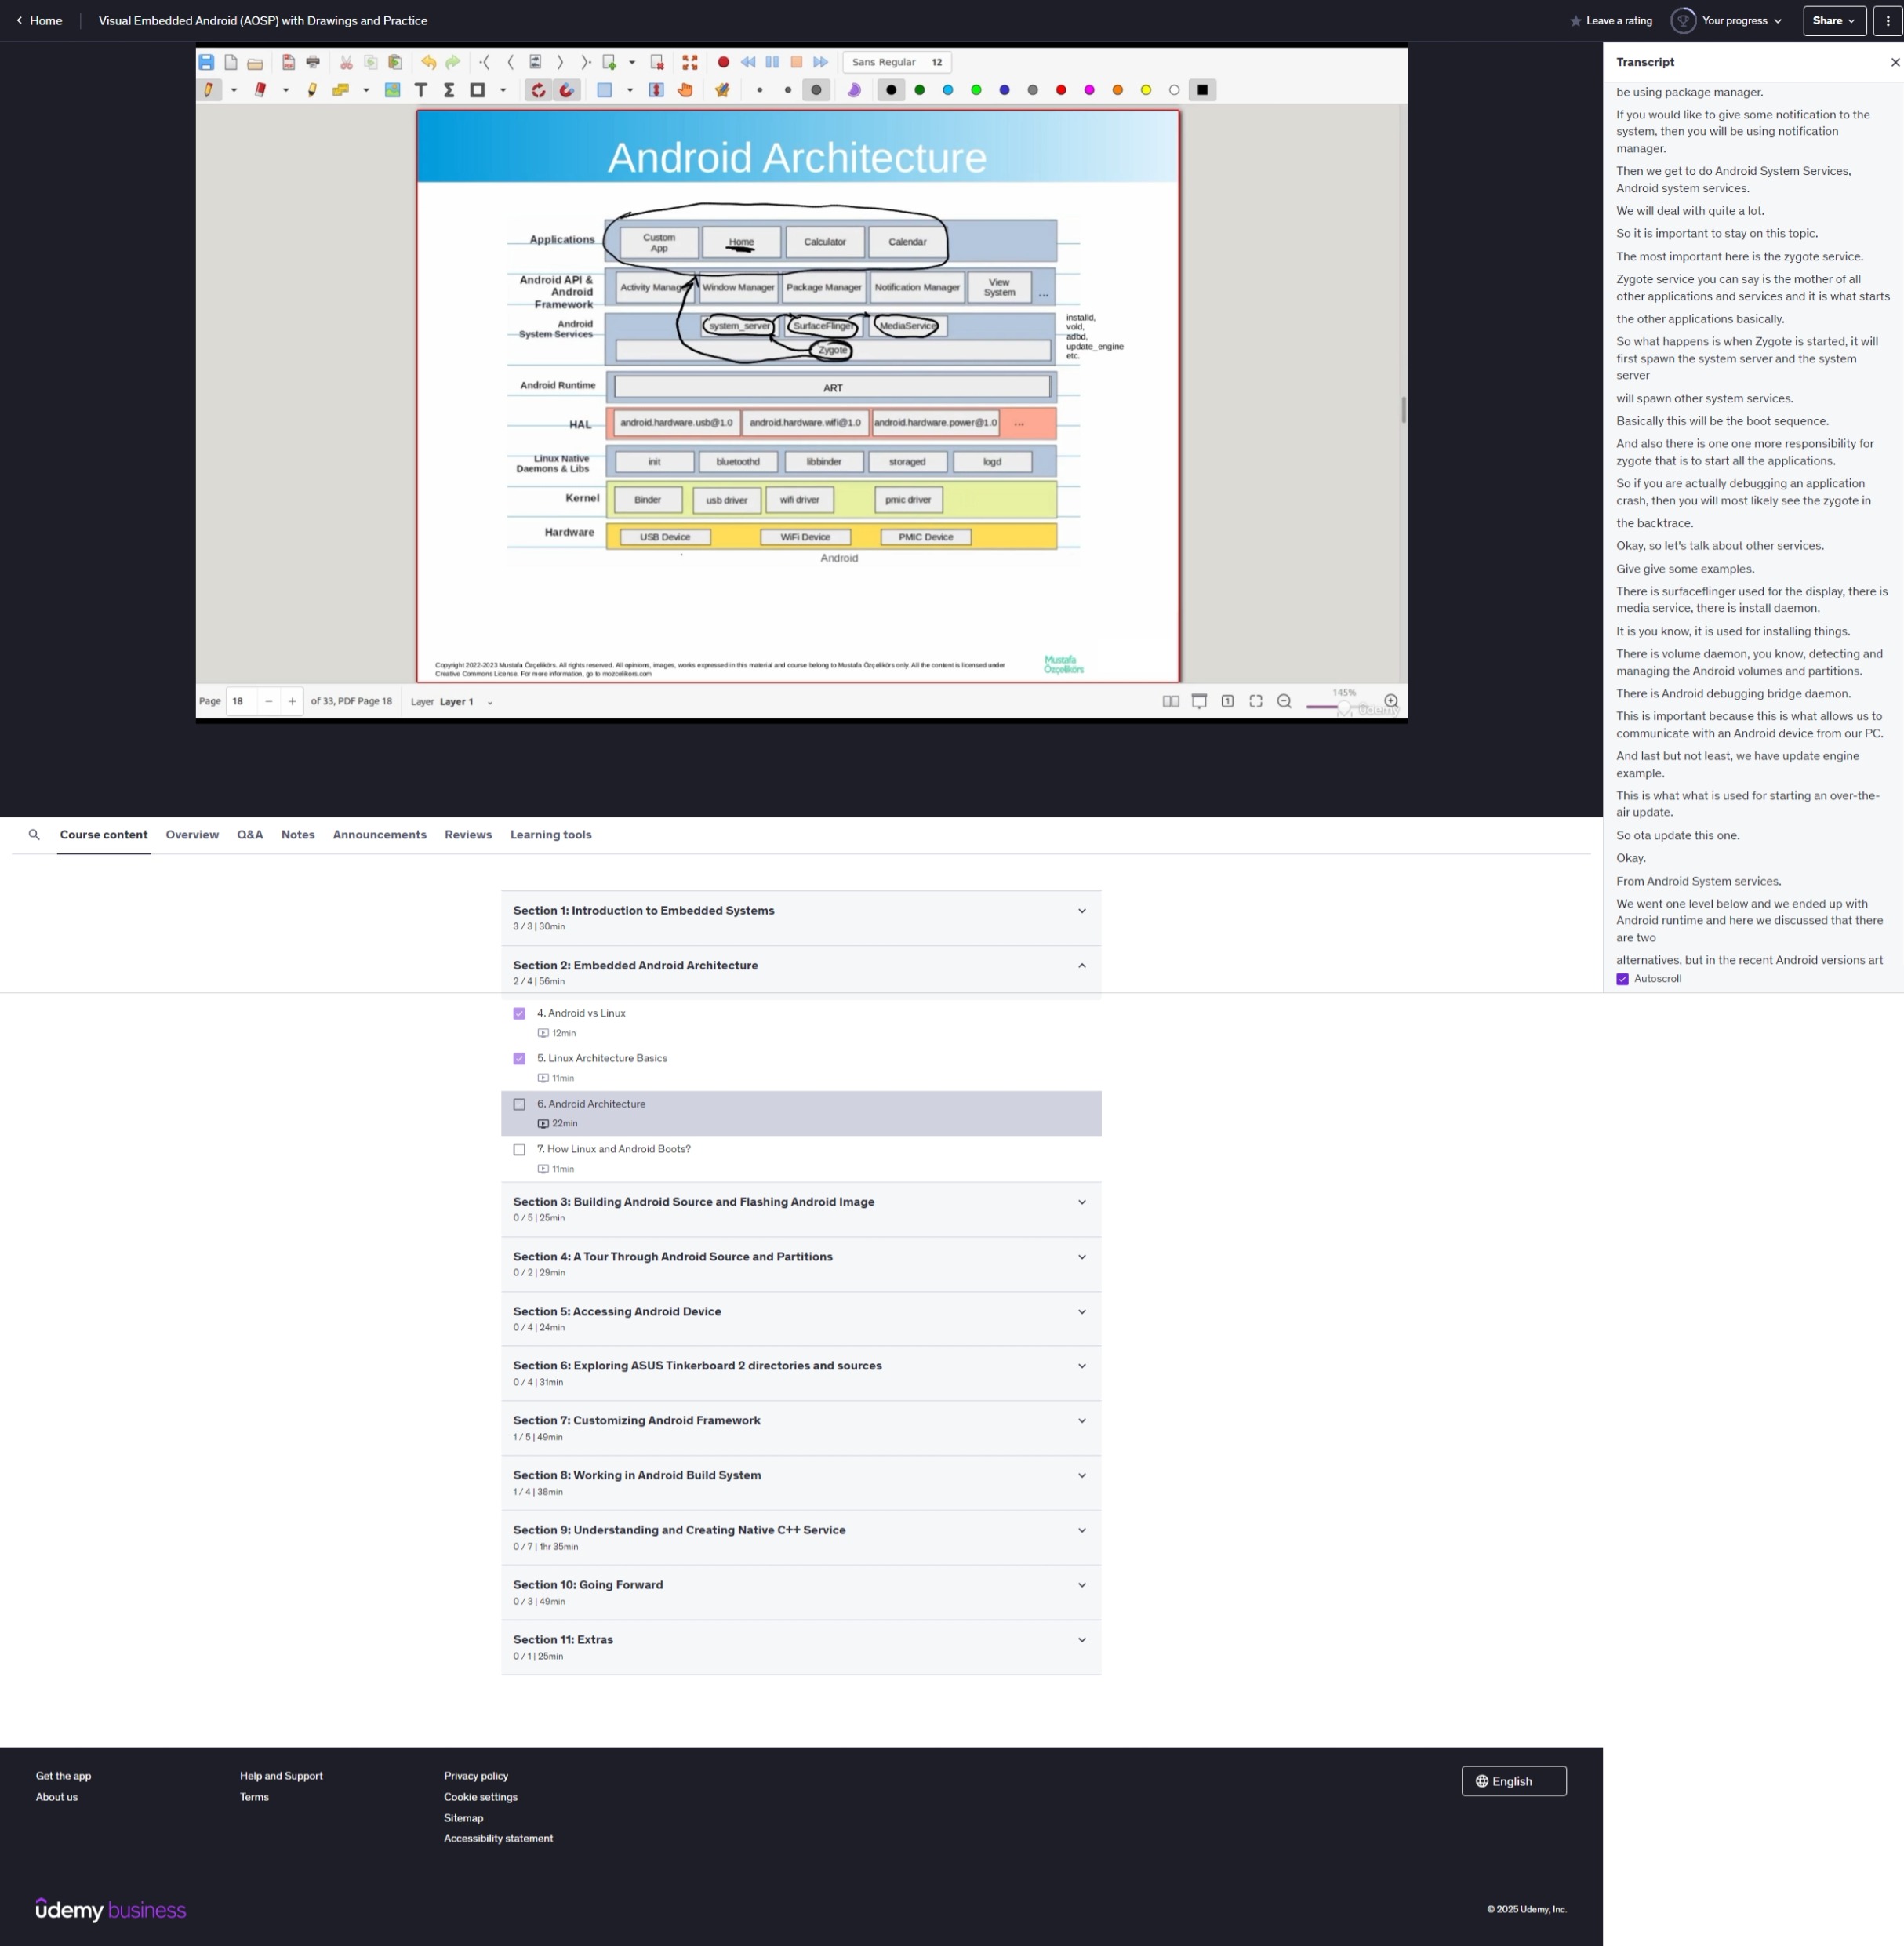 Home
Visual Embedded Android (AOSP) with Drawings and Practice
Leave a rating
Your progress
Share
Sans Regular 12
Android Architecture
Applications
Custom
App
Home
Calculator
Calendar
Android API &
Android
Framework
Activity Manager
Window Manager
Package Manager
Notification Manager
View
System
...
Android
System Services
system_server
SurfaceFlinger
MediaService
Zygote
installd,
vold,
adbd,
update_engine
etc.
Android Runtime
ART
HAL
android.hardware.usb@1.0
android.hardware.wifi@1.0
android.hardware.power@1.0
...
Linux Native
Daemons & Libs
init
bluetoothd
libbinder
storaged
logd
Kernel
Binder
usb driver
wifi driver
pmic driver
Hardware
USB Device
WiFi Device
PMIC Device
Android
Copyright 2022-2023 Mustafa Özçelikörs. All rights reserved. All opinions, images, works expressed in this material and course belong to Mustafa Özçelikörs only. All the content is licensed under
Creative Commons License. For more information, go to mozcelikors.com
Mustafa
Özçelikörs
Page 18 − + of 33, PDF Page 18
Layer Layer 1
145%
ûdemy
Transcript
be using package manager.
If you would like to give some notification to the
system, then you will be using notification
manager.
Then we get to do Android System Services,
Android system services.
We will deal with quite a lot.
So it is important to stay on this topic.
The most important here is the zygote service.
Zygote service you can say is the mother of all
other applications and services and it is what starts
the other applications basically.
So what happens is when Zygote is started, it will
first spawn the system server and the system
server
will spawn other system services.
Basically this will be the boot sequence.
And also there is one one more responsibility for
zygote that is to start all the applications.
So if you are actually debugging an application
crash, then you will most likely see the zygote in
the backtrace.
Okay, so let's talk about other services.
Give give some examples.
There is surfaceflinger used for the display, there is
media service, there is install daemon.
It is you know, it is used for installing things.
There is volume daemon, you know, detecting and
managing the Android volumes and partitions.
There is Android debugging bridge daemon.
This is important because this is what allows us to
communicate with an Android device from our PC.
And last but not least, we have update engine
example.
This is what what is used for starting an over-the-
air update.
So ota update this one.
Okay.
From Android System services.
We went one level below and we ended up with
Android runtime and here we discussed that there
are two
alternatives, but in the recent Android versions art
Autoscroll
Course content
Overview
Q&A
Notes
Announcements
Reviews
Learning tools
Section 1: Introduction to Embedded Systems
3 / 3 | 30min
Section 2: Embedded Android Architecture
2 / 4 | 56min
4. Android vs Linux
12min
5. Linux Architecture Basics
11min
6. Android Architecture
22min
7. How Linux and Android Boots?
11min
Section 3: Building Android Source and Flashing Android Image
0 / 5 | 25min
Section 4: A Tour Through Android Source and Partitions
0 / 2 | 29min
Section 5: Accessing Android Device
0 / 4 | 24min
Section 6: Exploring ASUS Tinkerboard 2 directories and sources
0 / 4 | 31min
Section 7: Customizing Android Framework
1 / 5 | 49min
Section 8: Working in Android Build System
1 / 4 | 38min
Section 9: Understanding and Creating Native C++ Service
0 / 7 | 1hr 35min
Section 10: Going Forward
0 / 3 | 49min
Section 11: Extras
0 / 1 | 25min
Get the app
About us
Help and Support
Terms
Privacy policy
Cookie settings
Sitemap
Accessibility statement
English
ûdemy business
© 2025 Udemy, Inc.